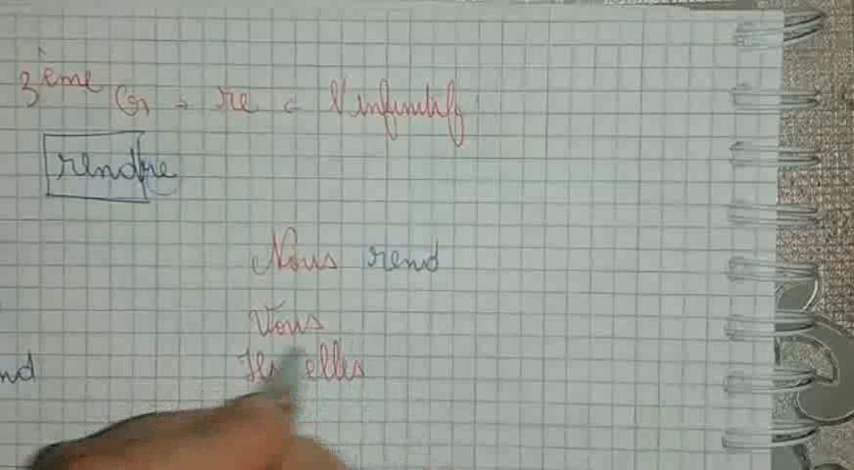 3ème Gr - re = l'infinitif
rendre
Nous rend
Vous
Ils elles
nd